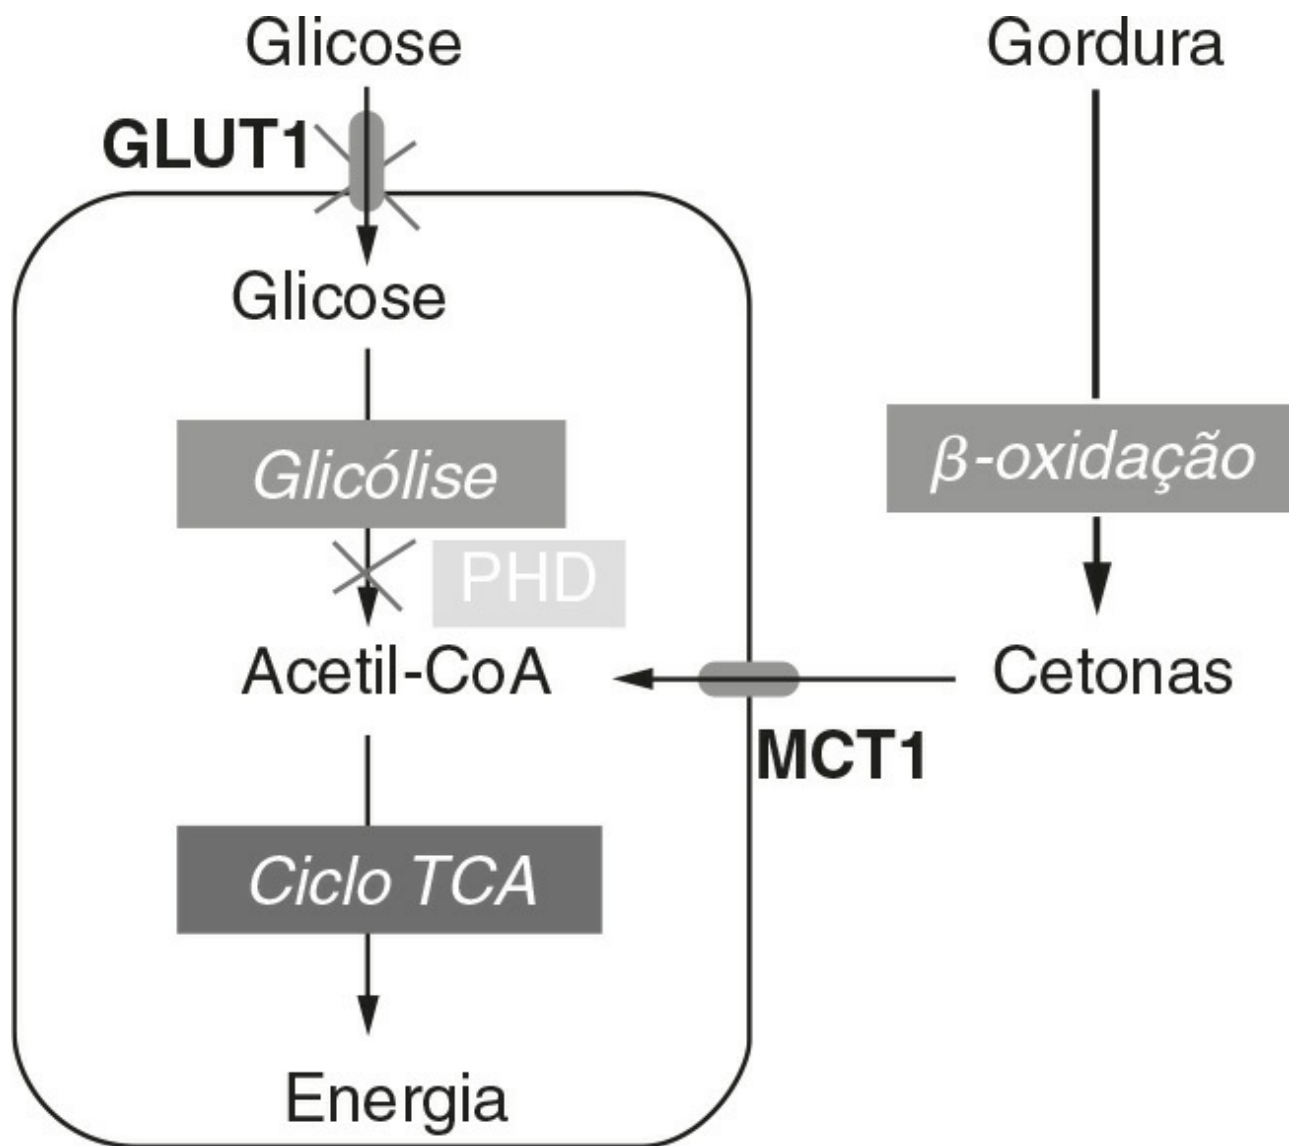 Glicose
Gordura
GLUT1
Glicose
Glicólise
β-oxidação
PHD
Acetil-CoA
Cetonas
MCT1
Ciclo TCA
Energia